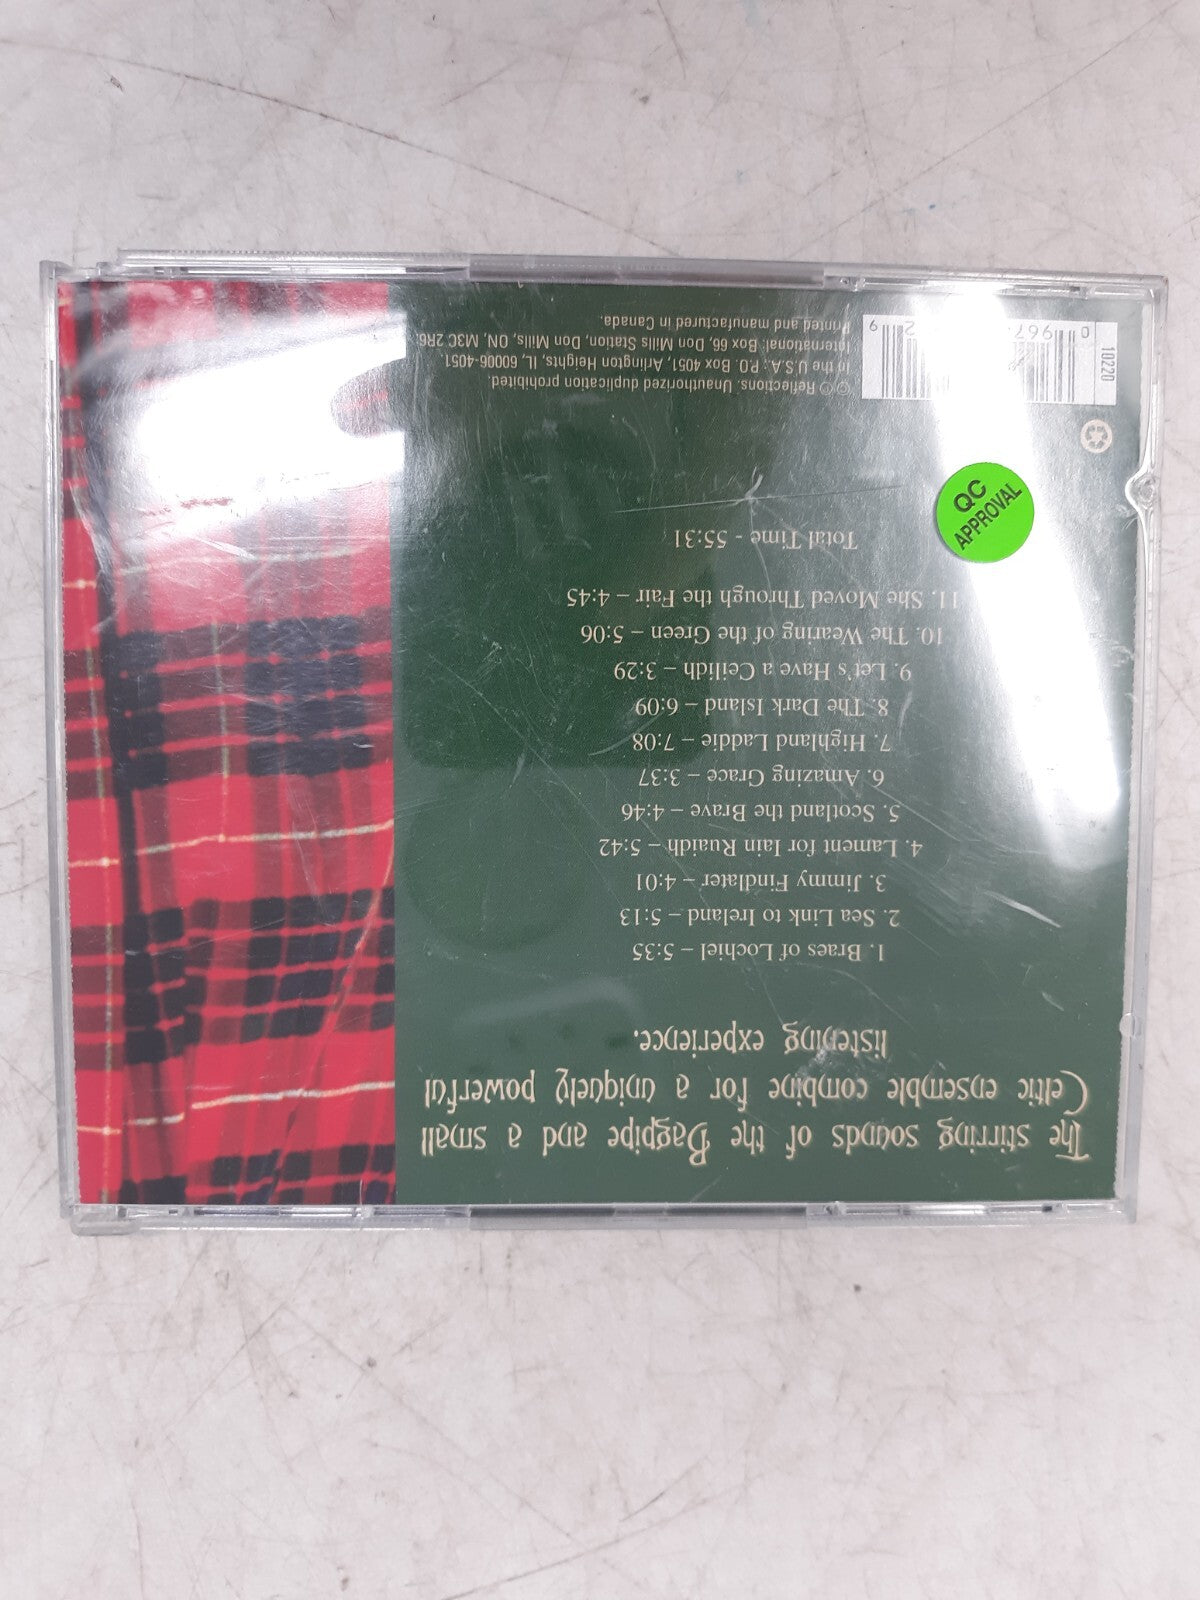 The stirring sounds of the Bagpipe and a small
Celtic ensemble combine for a uniquely powerful
listening experience.
1. Braes of Lochiel – 5:35
2. Sea Link to Ireland – 5:13
3. Jimmy Findlater – 4:01
4. Lament for Iain Ruaidh – 5:42
5. Scotland the Brave – 4:46
6. Amazing Grace – 3:37
7. Highland Laddie – 7:08
8. The Dark Island – 6:09
9. Let's Have a Ceilidh – 3:29
10. The Wearing of the Green – 5:06
11. She Moved Through the Fair – 4:45
Total Time - 55:31
QC
APPROVAL
©℗ Reflections. Unauthorized duplication prohibited.
In the U.S.A.: P.O. Box 4051, Arlington Heights, IL, 60006-4051.
International: Box 66, Don Mills Station, Don Mills, ON, M3C 2R6.
Printed and manufactured in Canada.
10220
0
967
2
9